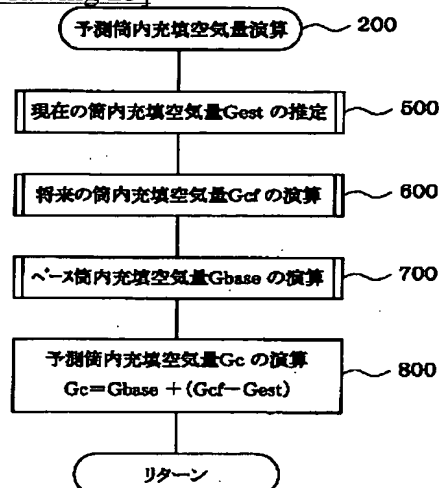 予測筒内充填空気量演算
200
現在の筒内充填空気量Gest の推定
500
将来の筒内充填空気量Gcf の演算
600
ベース筒内充填空気量Gbase の演算
700
予測筒内充填空気量Gc の演算
Gc=Gbase +(Gcf-Gest)
800
リターン